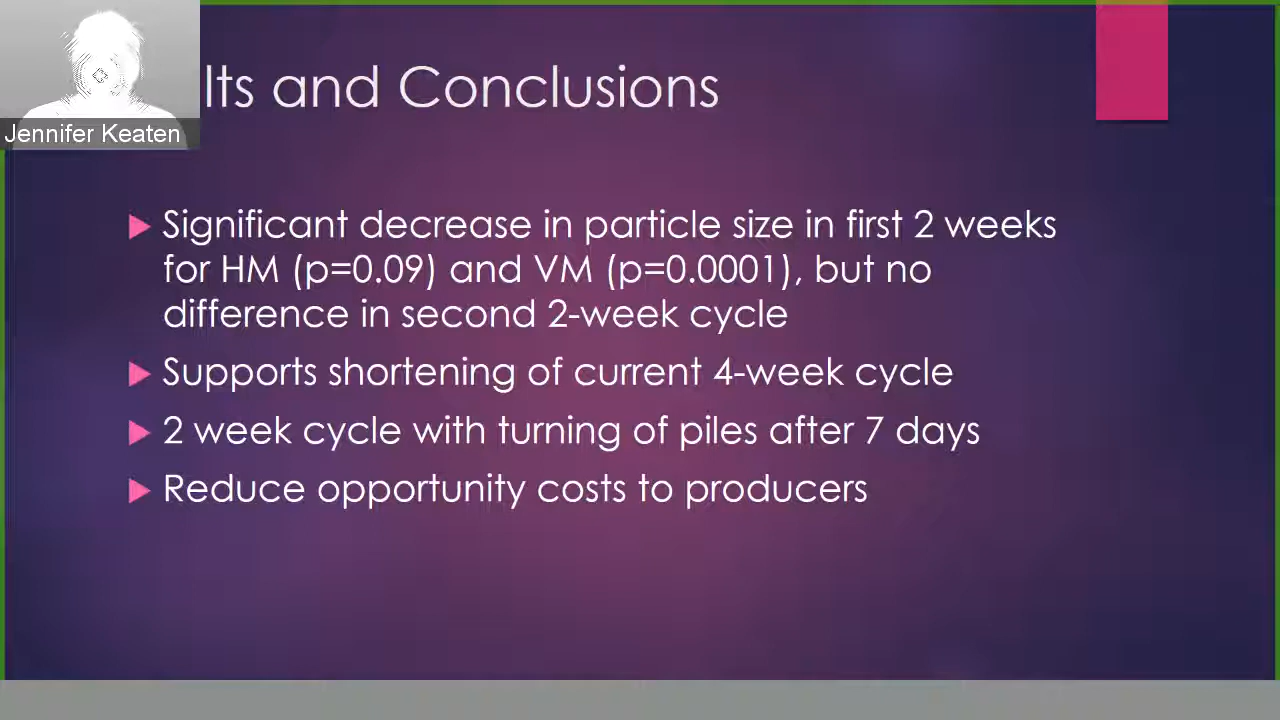 lts and Conclusions
Jennifer Keaten
Significant decrease in particle size in first 2 weeks
for HM (p=0.09) and VM (p=0.0001), but no
difference in second 2-week cycle
Supports shortening of current 4-week cycle
2 week cycle with turning of piles after 7 days
Reduce opportunity costs to producers